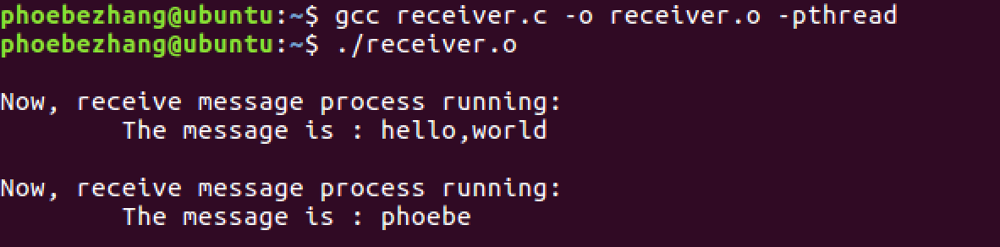 phoebezhang@ubuntu:~$ gcc receiver.c -o receiver.o -pthread
phoebezhang@ubuntu:~$ ./receiver.o
Now, receive message process running:
The message is : hello,world
Now, receive message process running:
The message is : phoebe